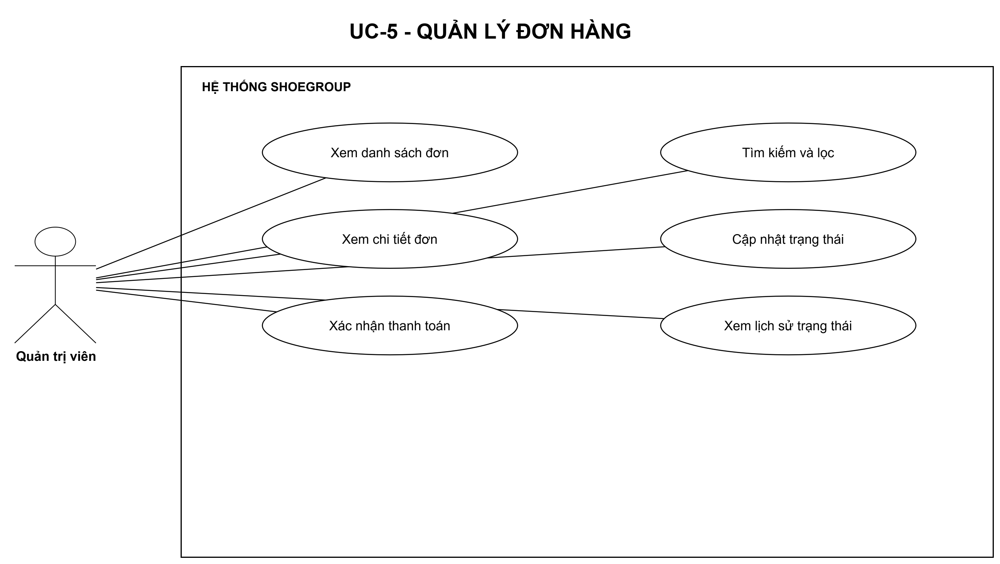 UC-5 - QUẢN LÝ ĐƠN HÀNG
HỆ THỐNG SHOEGROUP
Xem danh sách đơn
Tìm kiếm và lọc
Xem chi tiết đơn
Cập nhật trạng thái
Xác nhận thanh toán
Xem lịch sử trạng thái
Quản trị viên